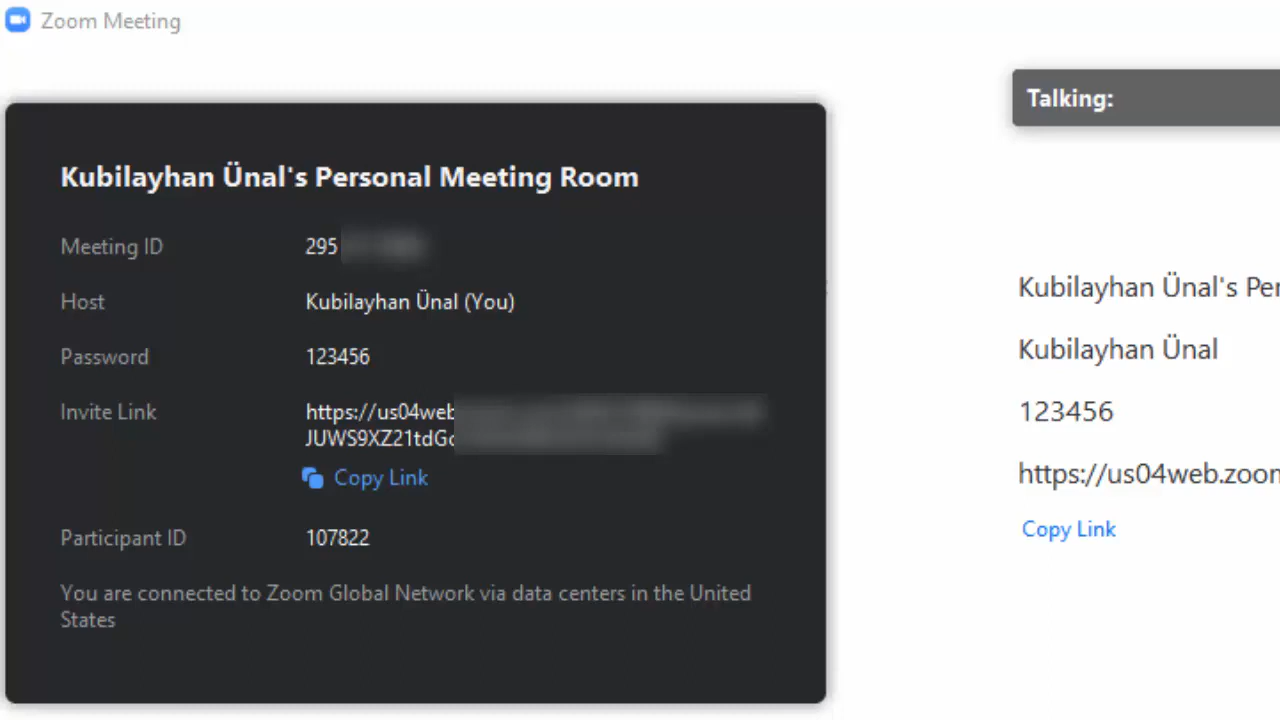 Zoom Meeting
Talking:
Kubilayhan Ünal's Personal Meeting Room
Meeting ID 295
Host Kubilayhan Ünal (You)
Password 123456
Invite Link https://us04web
JUWS9XZ21tdG
Copy Link
Participant ID 107822
You are connected to Zoom Global Network via data centers in the United
States
Kubilayhan Ünal's Per
Kubilayhan Ünal
123456
https://us04web.zoom
Copy Link